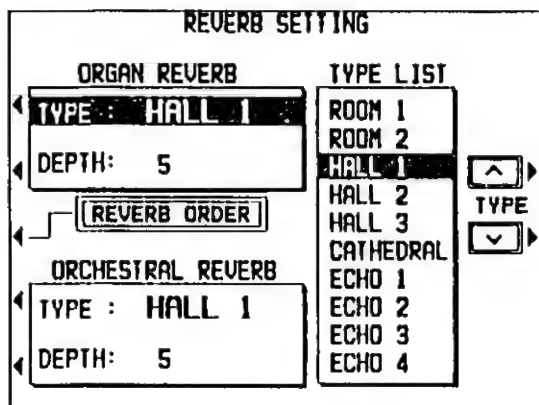 REVERB SETTING
ORGAN REVERB
TYPE : HALL 1
DEPTH: 5
REVERB ORDER
ORCHESTRAL REVERB
TYPE : HALL 1
DEPTH: 5
TYPE LIST
ROOM 1
ROOM 2
HALL 1
HALL 2
HALL 3
CATHEDRAL
ECHO 1
ECHO 2
ECHO 3
ECHO 4
TYPE